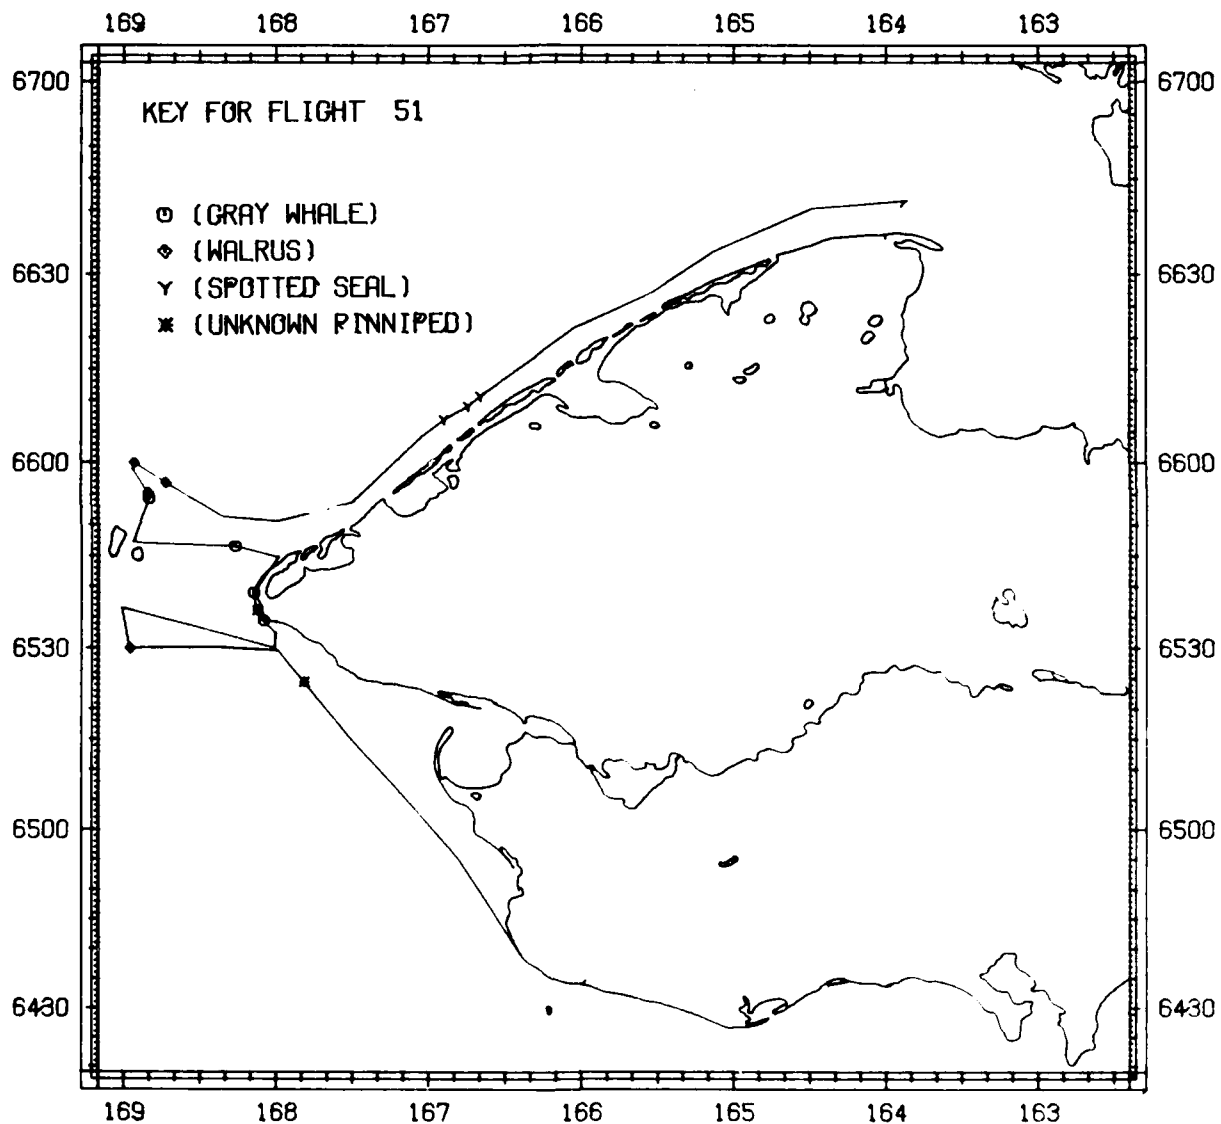 169 168 167 166 165 164 163
6700 6700
KEY FOR FLIGHT 51
(GRAY WHALE)
(WALRUS)
6630 (SPOTTED SEAL) 6630
(UNKNOWN PINNIPED)
6600 6600
6530 6530
6500 6500
6430 6430
169 168 167 166 165 164 163